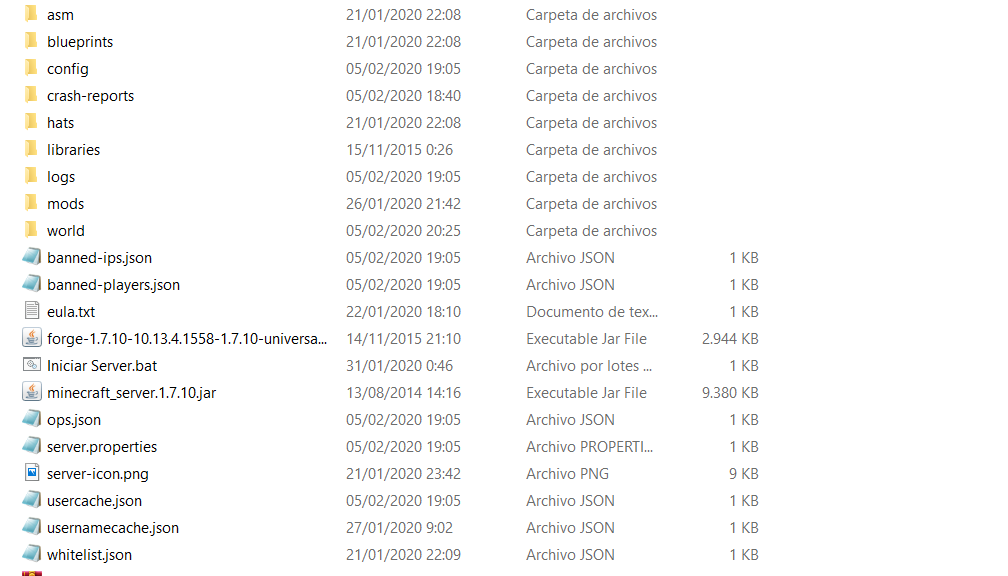 asm 21/01/2020 22:08 Carpeta de archivos
blueprints 21/01/2020 22:08 Carpeta de archivos
config 05/02/2020 19:05 Carpeta de archivos
crash-reports 05/02/2020 18:40 Carpeta de archivos
hats 21/01/2020 22:08 Carpeta de archivos
libraries 15/11/2015 0:26 Carpeta de archivos
logs 05/02/2020 19:05 Carpeta de archivos
mods 26/01/2020 21:42 Carpeta de archivos
world 05/02/2020 20:25 Carpeta de archivos
banned-ips.json 05/02/2020 19:05 Archivo JSON 1 KB
banned-players.json 05/02/2020 19:05 Archivo JSON 1 KB
eula.txt 22/01/2020 18:10 Documento de tex... 1 KB
forge-1.7.10-10.13.4.1558-1.7.10-universa... 14/11/2015 21:10 Executable Jar File 2.944 KB
Iniciar Server.bat 31/01/2020 0:46 Archivo por lotes ... 1 KB
minecraft_server.1.7.10.jar 13/08/2014 14:16 Executable Jar File 9.380 KB
ops.json 05/02/2020 19:05 Archivo JSON 1 KB
server.properties 05/02/2020 19:05 Archivo PROPERTI... 1 KB
server-icon.png 21/01/2020 23:42 Archivo PNG 9 KB
usercache.json 05/02/2020 19:05 Archivo JSON 1 KB
usernamecache.json 27/01/2020 9:02 Archivo JSON 1 KB
whitelist.json 21/01/2020 22:09 Archivo JSON 1 KB